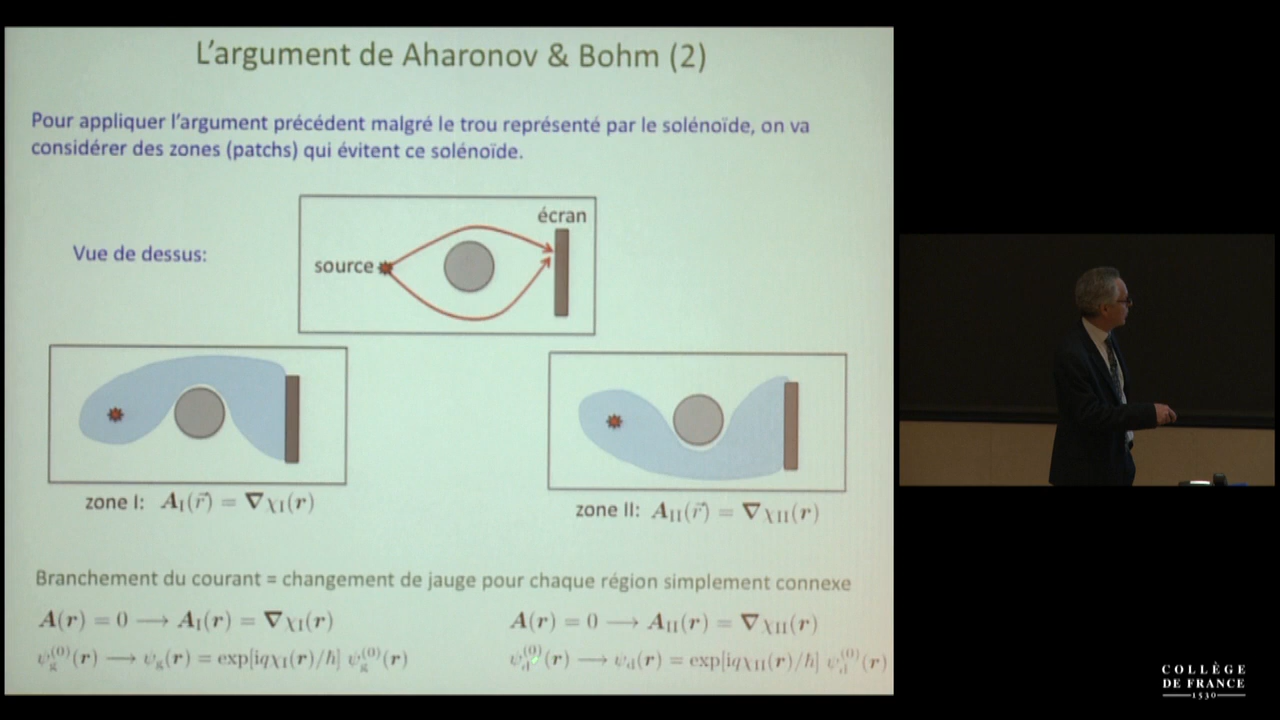 L'argument de Aharonov & Bohm (2)
Pour appliquer l'argument précédent malgré le trou représenté par le solénoïde, on va
considérer des zones (patchs) qui évitent ce solénoïde.
Vue de dessus:
écran
source
zone I: A_I(r⃗) = ∇χ_I(r)
zone II: A_II(r⃗) = ∇χ_II(r)
Branchement du courant = changement de jauge pour chaque région simplement connexe
A(r) = 0 ⟶ A_I(r) = ∇χ_I(r)
A(r) = 0 ⟶ A_II(r) = ∇χ_II(r)
ψ_g^(0)(r) ⟶ ψ_g(r) = exp[iqχ_I(r)/ħ] ψ_g^(0)(r)
ψ_d^(0)(r) ⟶ ψ_d(r) = exp[iqχ_II(r)/ħ] ψ_d^(0)(r)
COLLÈGE
DE FRANCE
1530